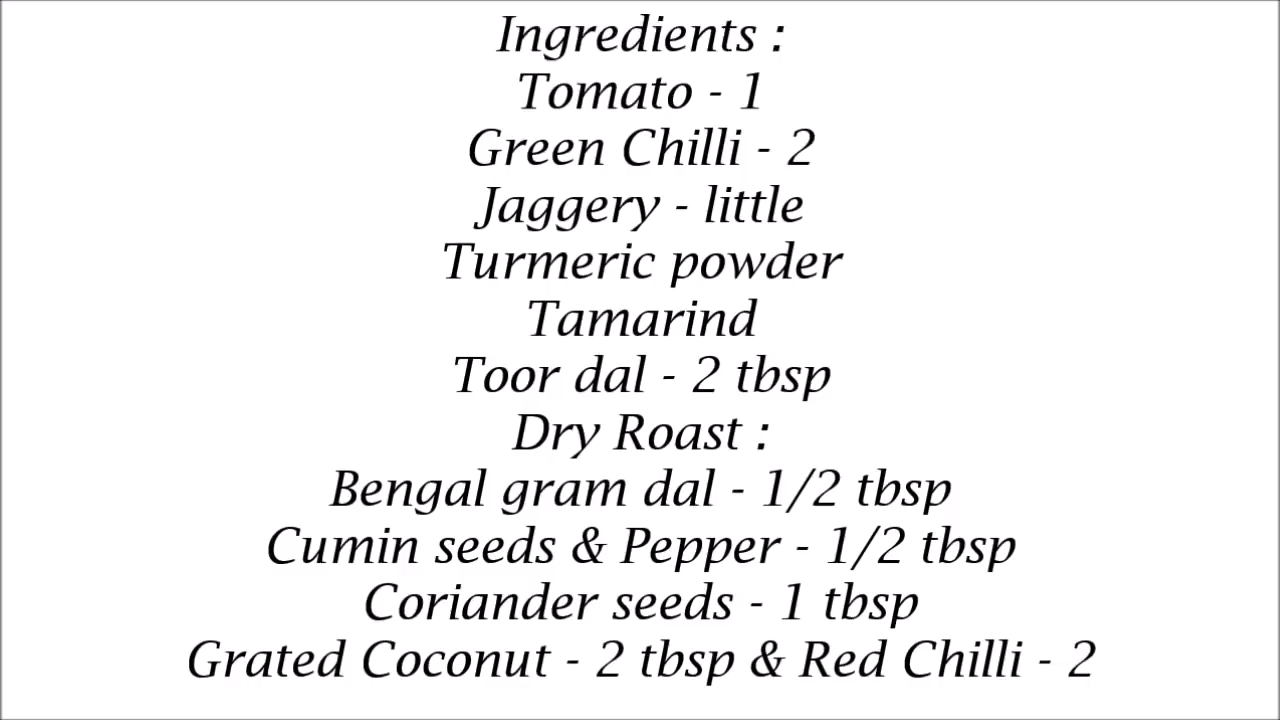 Ingredients :
Tomato - 1
Green Chilli - 2
Jaggery - little
Turmeric powder
Tamarind
Toor dal - 2 tbsp
Dry Roast :
Bengal gram dal - 1/2 tbsp
Cumin seeds & Pepper - 1/2 tbsp
Coriander seeds - 1 tbsp
Grated Coconut - 2 tbsp & Red Chilli - 2